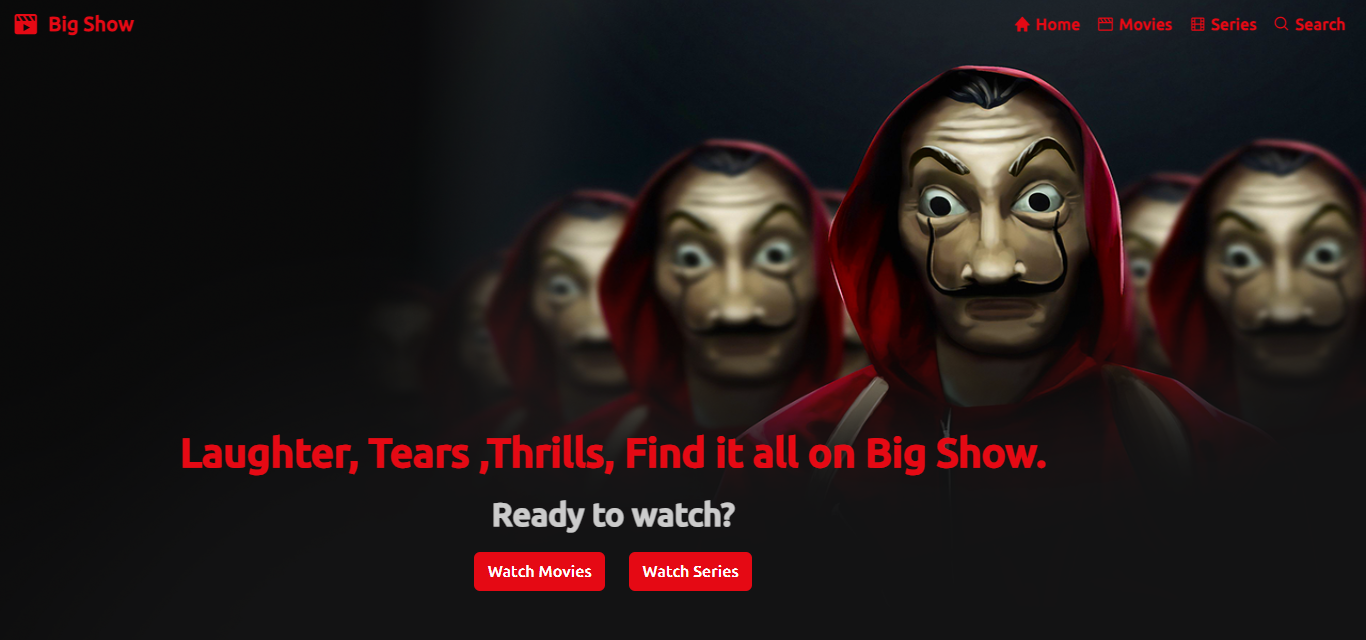 Big Show
Home Movies Series Search
Laughter, Tears ,Thrills, Find it all on Big Show.
Ready to watch?
Watch Movies Watch Series